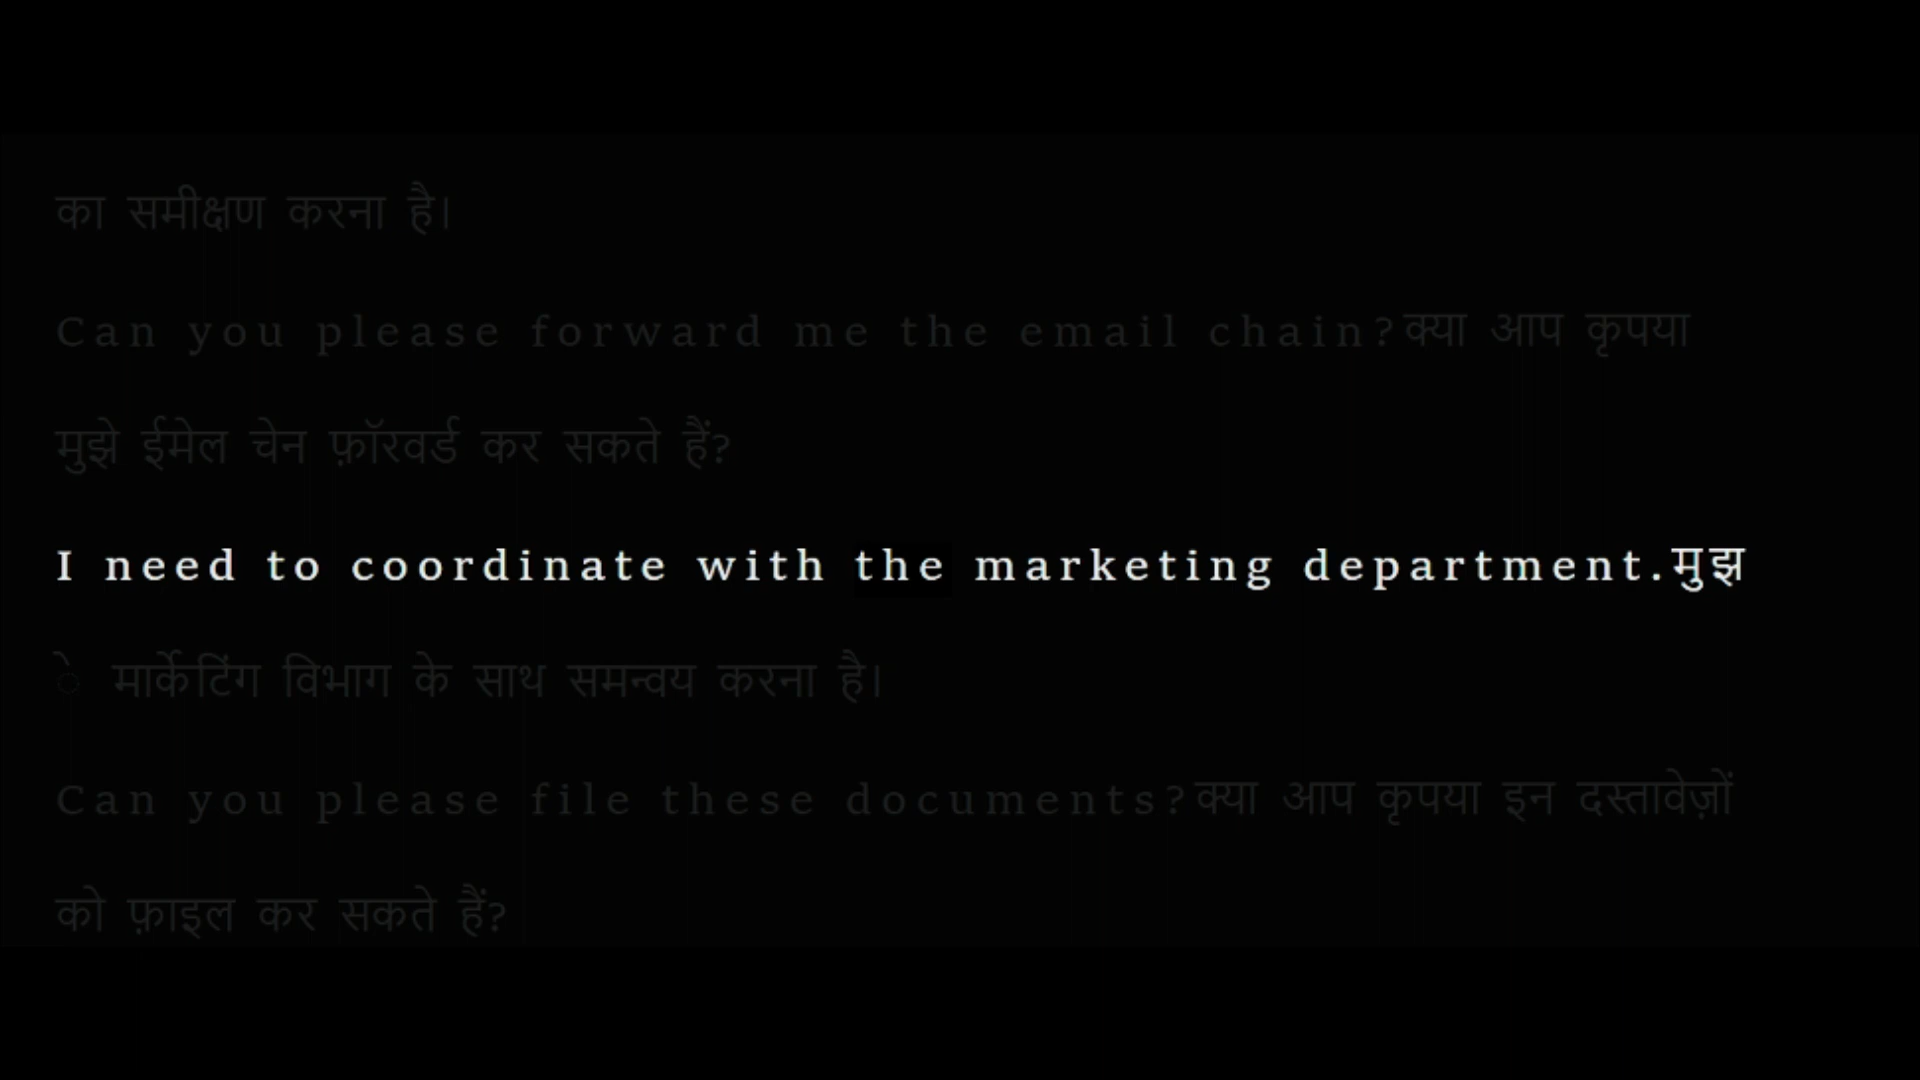 का समीक्षण करना है।
Can you please forward me the email chain?क्या आप कृपया
मुझे ईमेल चेन फ़ॉरवर्ड कर सकते हैं?
I need to coordinate with the marketing department.मुझ
े मार्केटिंग विभाग के साथ समन्वय करना है।
Can you please file these documents?क्या आप कृपया इन दस्तावेज़ों
को फ़ाइल कर सकते हैं?